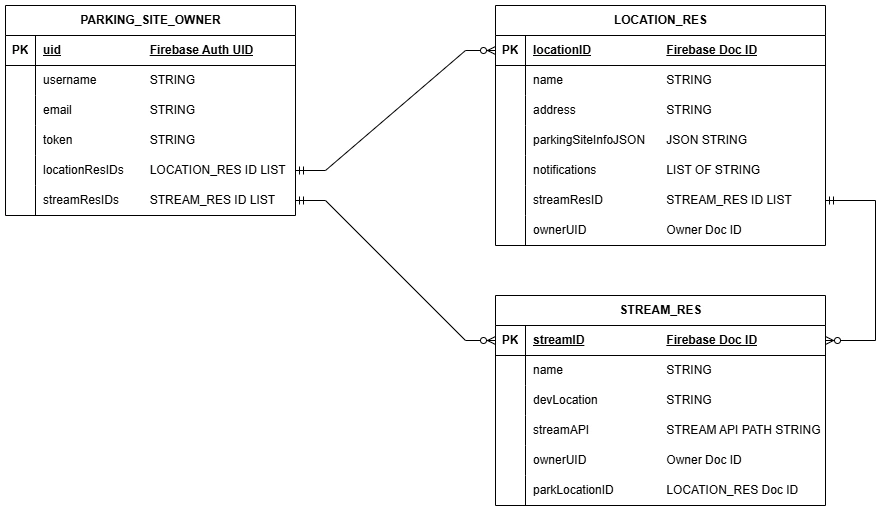 PARKING_SITE_OWNER
PK uid Firebase Auth UID
username STRING
email STRING
token STRING
locationResIDs LOCATION_RES ID LIST
streamResIDs STREAM_RES ID LIST
LOCATION_RES
PK locationID Firebase Doc ID
name STRING
address STRING
parkingSiteInfoJSON JSON STRING
notifications LIST OF STRING
streamResID STREAM_RES ID LIST
ownerUID Owner Doc ID
STREAM_RES
PK streamID Firebase Doc ID
name STRING
devLocation STRING
streamAPI STREAM API PATH STRING
ownerUID Owner Doc ID
parkLocationID LOCATION_RES Doc ID